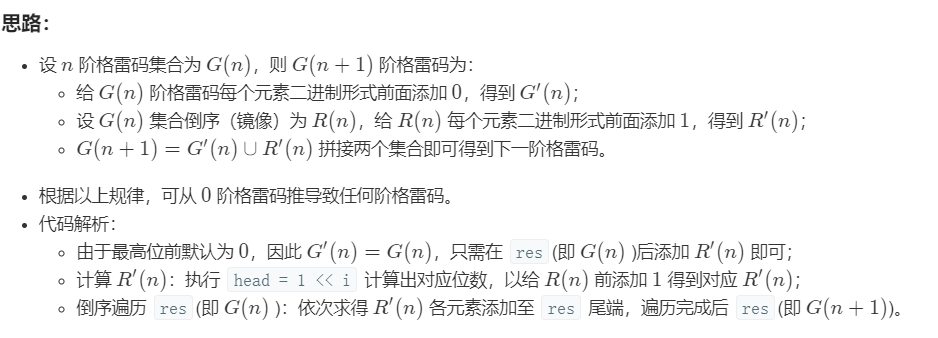 思路：
设 n 阶格雷码集合为 G(n)，则 G(n + 1) 阶格雷码为：
给 G(n) 阶格雷码每个元素二进制形式前面添加 0，得到 G′(n)；
设 G(n) 集合倒序（镜像）为 R(n)，给 R(n) 每个元素二进制形式前面添加 1，得到 R′(n)；
G(n + 1) = G′(n) ∪ R′(n) 拼接两个集合即可得到下一阶格雷码。
根据以上规律，可从 0 阶格雷码推导致任何阶格雷码。
代码解析：
由于最高位前默认为 0，因此 G′(n) = G(n)，只需在 res (即 G(n) )后添加 R′(n) 即可；
计算 R′(n)：执行 head = 1 << i 计算出对应位数，以给 R(n) 前添加 1 得到对应 R′(n)；
倒序遍历 res (即 G(n) )：依次求得 R′(n) 各元素添加至 res 尾端，遍历完成后 res (即 G(n + 1))。